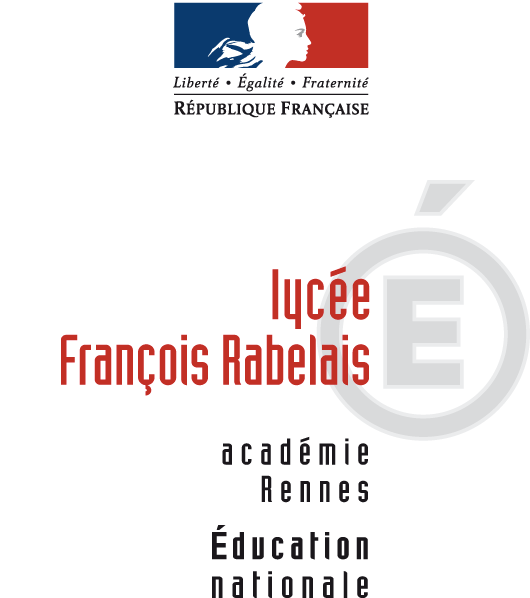 Liberté • Égalité • Fraternité
RÉPUBLIQUE FRANÇAISE
É
lycée
François Rabelais
académie
Rennes
Éducation
nationale